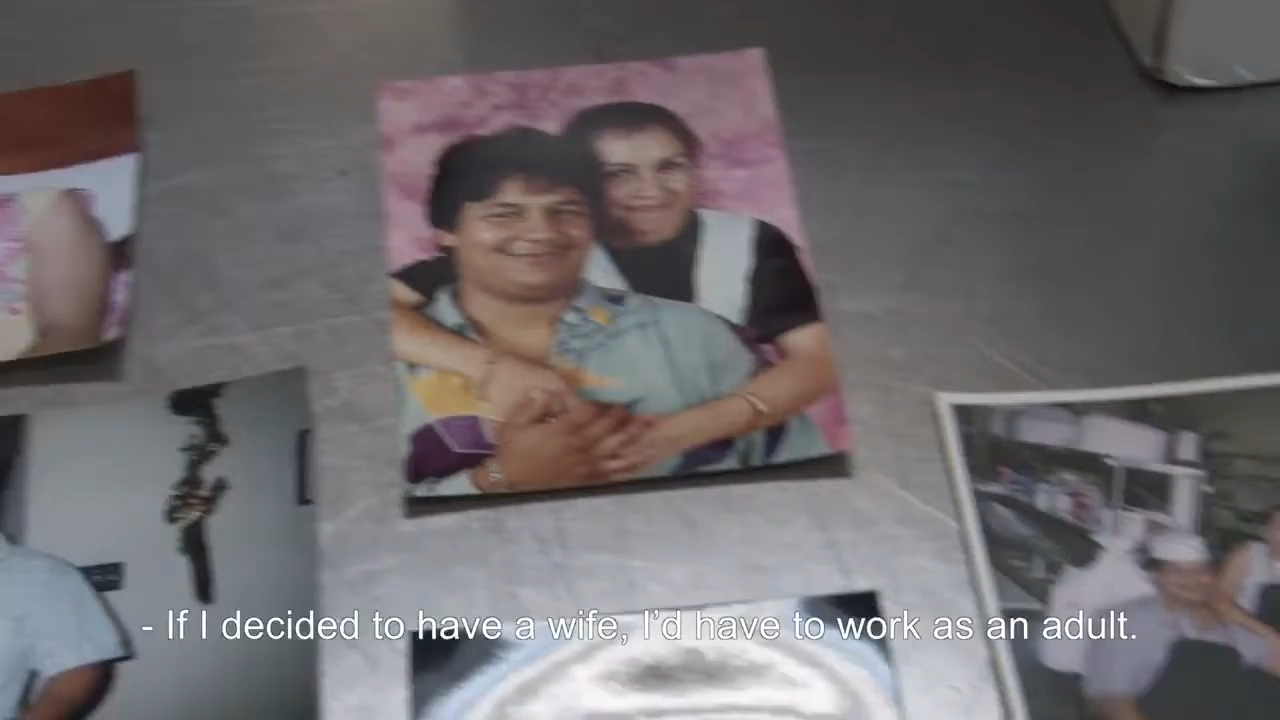 - If I decided to have a wife, I’d have to work as an adult.